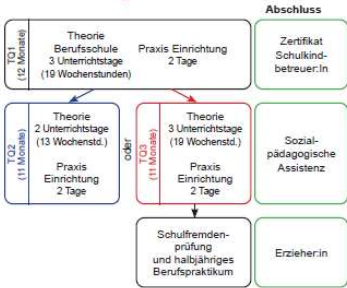 Abschluss
TQ1
(12 Monate)
Theorie
Berufsschule
3 Unterrichtstage
(19 Wochenstunden)
Praxis Einrichtung
2 Tage
Zertifikat
Schulkind-
betreuer:In
TQ2
(11 Monate)
Theorie
2 Unterrichtstage
(13 Wochenstd.)
Praxis
Einrichtung
2 Tage
oder
TQ3
(11 Monate)
Theorie
3 Unterrichtstage
(19 Wochenstd.)
Praxis
Einrichtung
2 Tage
Sozial-
pädagogische
Assistenz
Schulfremden-
prüfung
und halbjähriges
Berufspraktikum
Erzieher:in